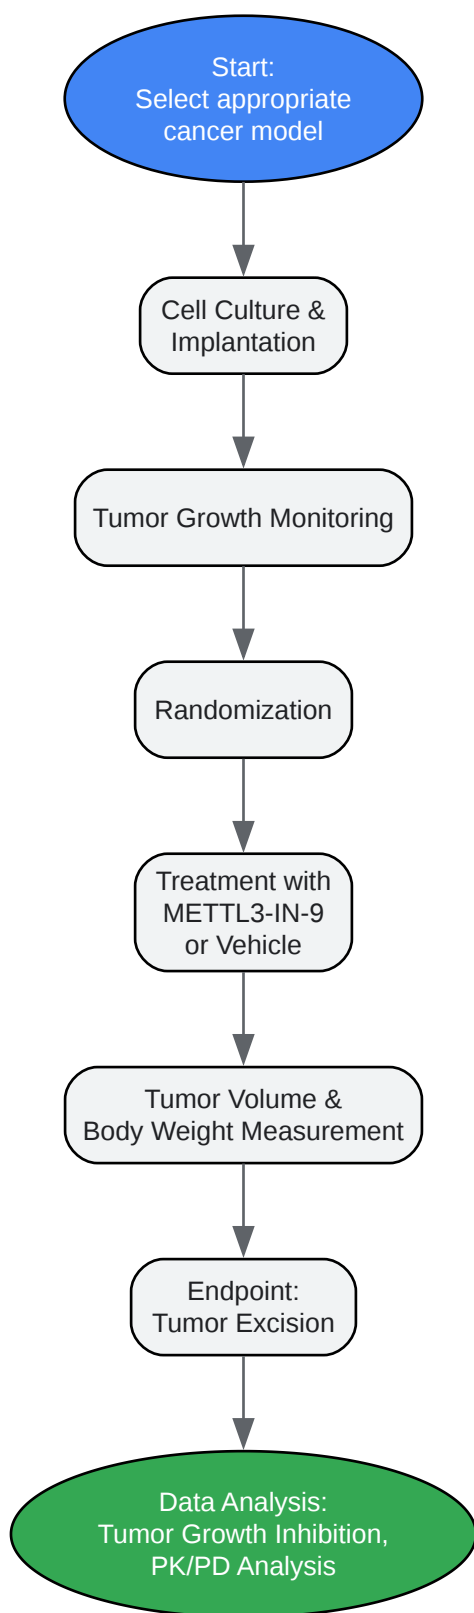 Start:
Select appropriate
cancer model
Cell Culture &
Implantation
Tumor Growth Monitoring
Randomization
Treatment with
METTL3-IN-9
or Vehicle
Tumor Volume &
Body Weight Measurement
Endpoint:
Tumor Excision
Data Analysis:
Tumor Growth Inhibition,
PK/PD Analysis